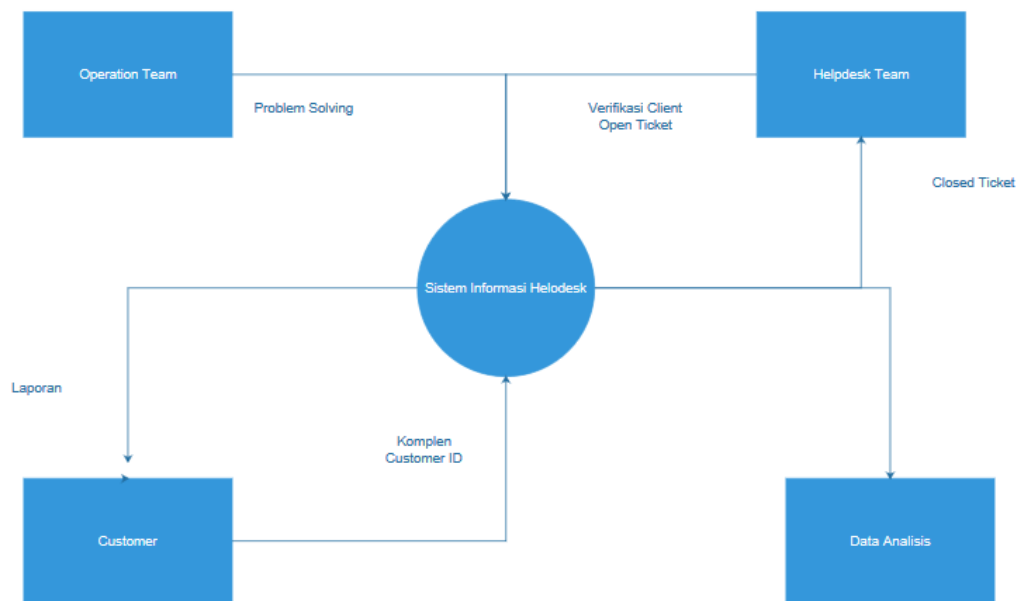 Operation Team
Helpdesk Team
Problem Solving
Verifikasi Client
Open Ticket
Closed Ticket
Sistem Informasi Helodesk
Laporan
Komplen
Customer ID
Customer
Data Analisis